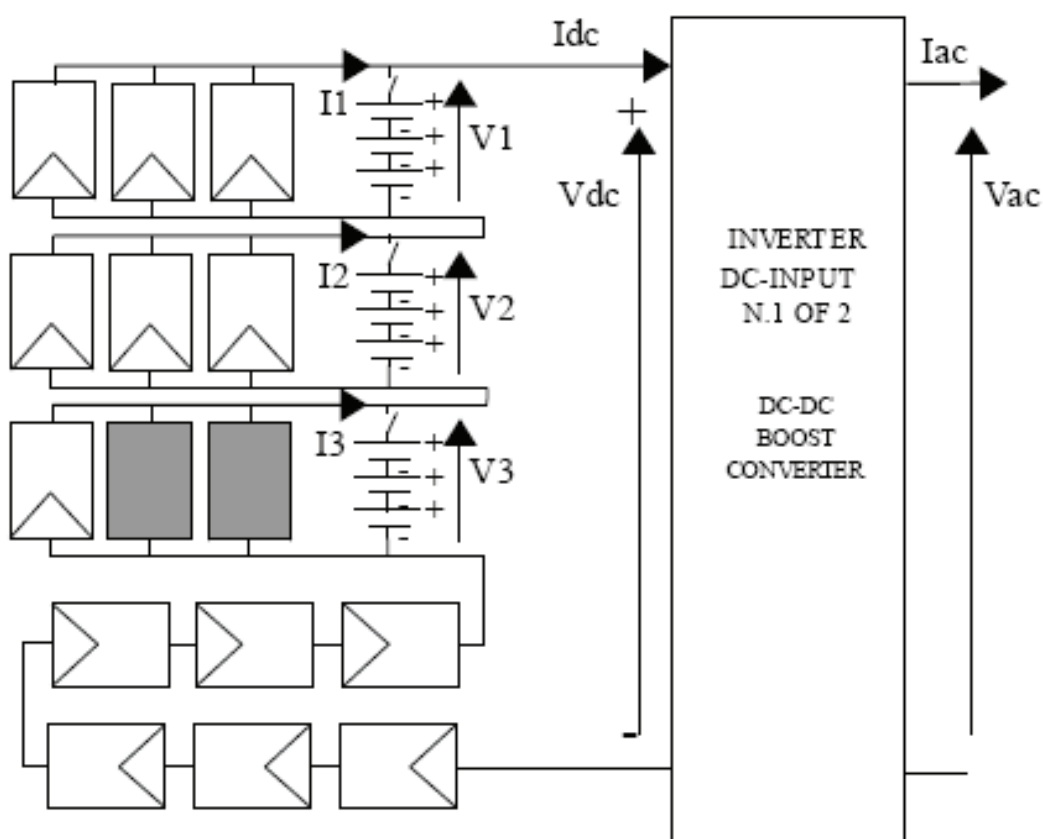 Idc
Iac
I1
+
-
+
-
+
-
V1
+
Vdc
Vac
I2
+
-
+
-
+
-
V2
INVERTER
DC-INPUT
N.1 OF 2
I3
+
-
+
-
+
-
V3
DC-DC
BOOST
CONVERTER
-